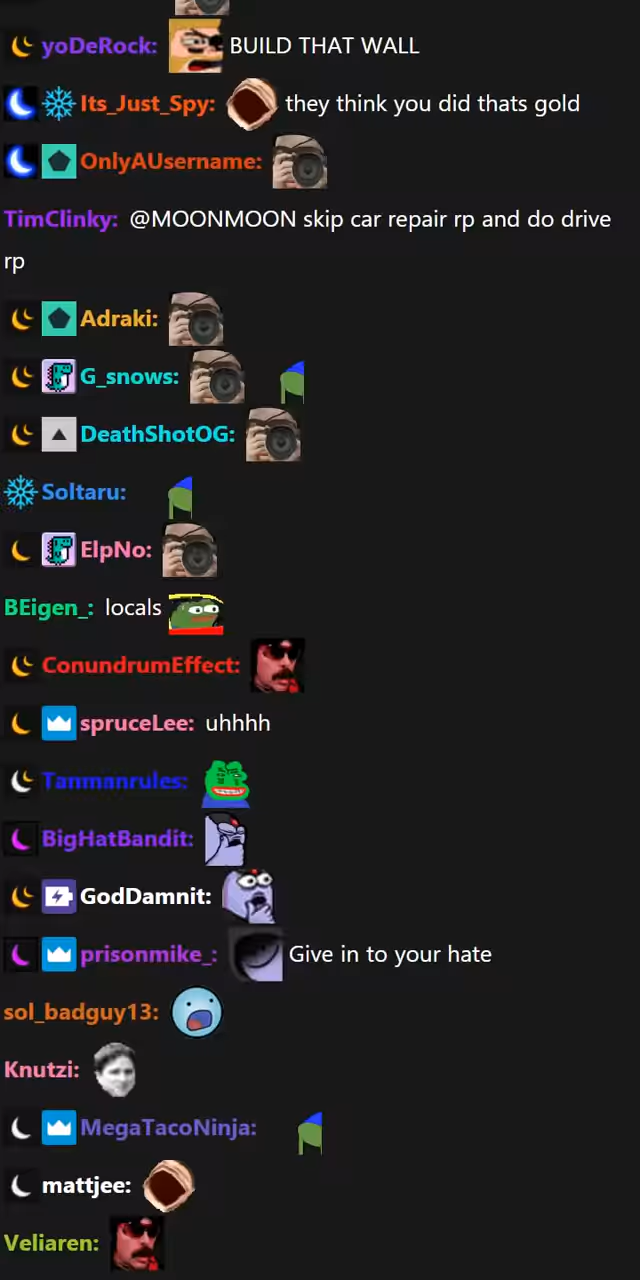 yoDeRock: BUILD THAT WALL
Its_Just_Spy: they think you did thats gold
OnlyAUsername:
TimClinky: @MOONMOON skip car repair rp and do drive
rp
Adraki:
G_snows:
DeathShotOG:
Soltaru:
ElpNo:
BEigen_: locals
ConundrumEffect:
spruceLee: uhhhh
Tanmanrules:
BigHatBandit:
GodDamnit:
prisonmike_: Give in to your hate
sol_badguy13:
Knutzi:
MegaTacoNinja:
mattjee:
Veliaren: